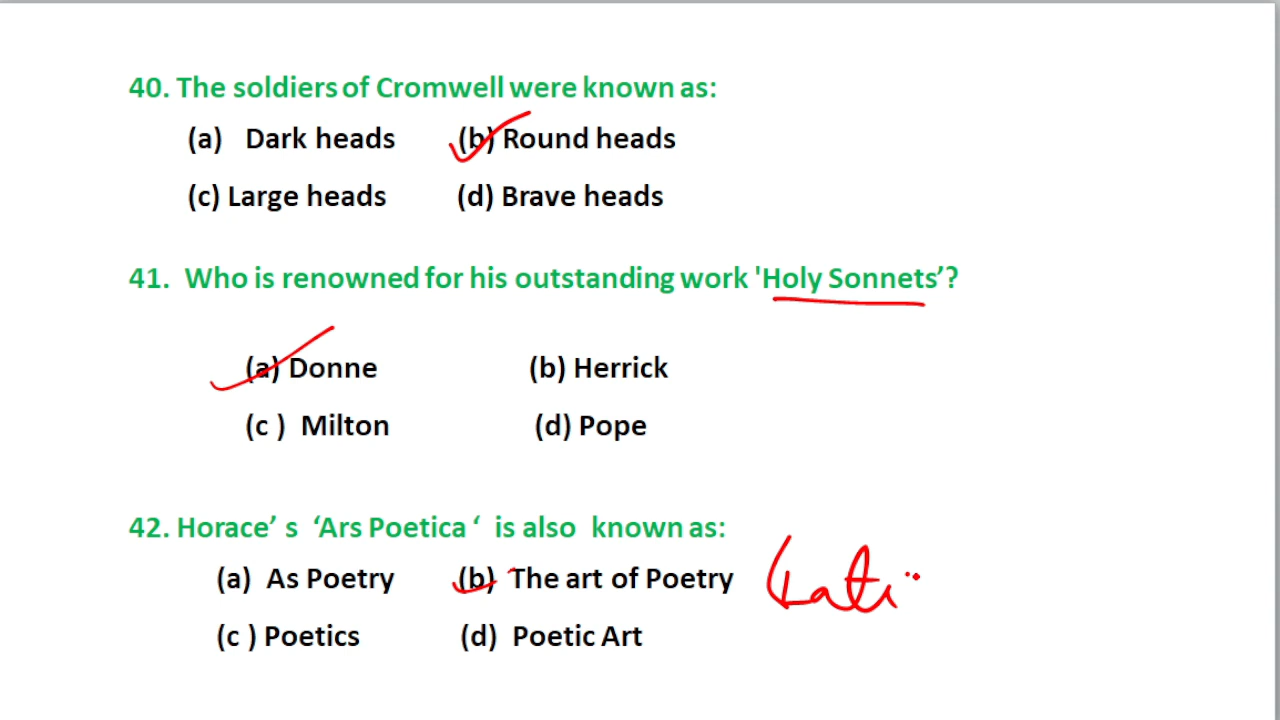 40. The soldiers of Cromwell were known as:
(a) Dark heads (b) Round heads
(c) Large heads (d) Brave heads
41. Who is renowned for his outstanding work 'Holy Sonnets’?
(a) Donne (b) Herrick
(c ) Milton (d) Pope
42. Horace’ s ‘Ars Poetica ‘ is also known as:
(a) As Poetry (b) The art of Poetry
(c ) Poetics (d) Poetic Art